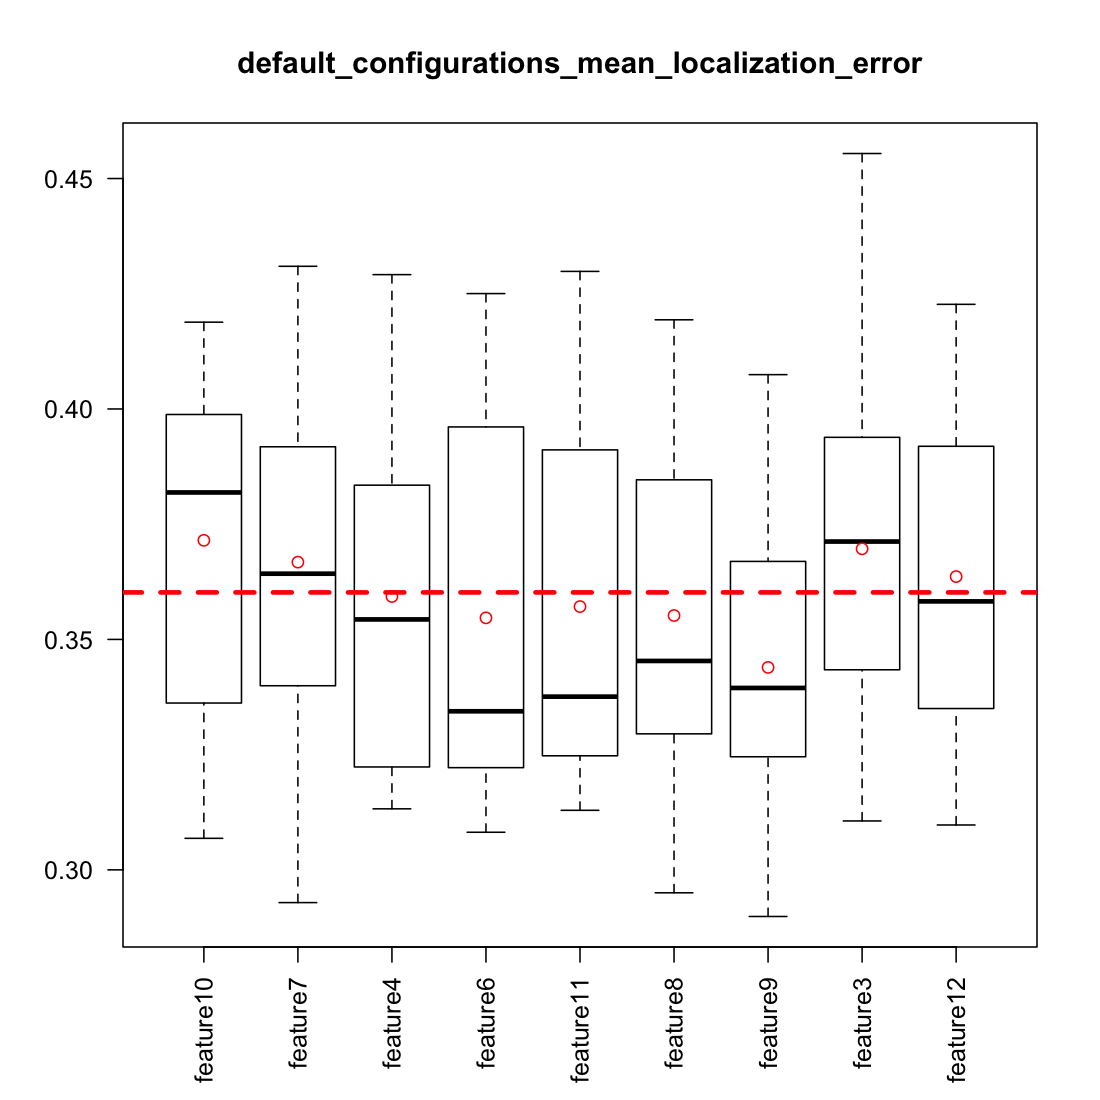 default_configurations_mean_localization_error
0.45
0.40
0.35
0.30
feature10
feature7
feature4
feature6
feature11
feature8
feature9
feature3
feature12